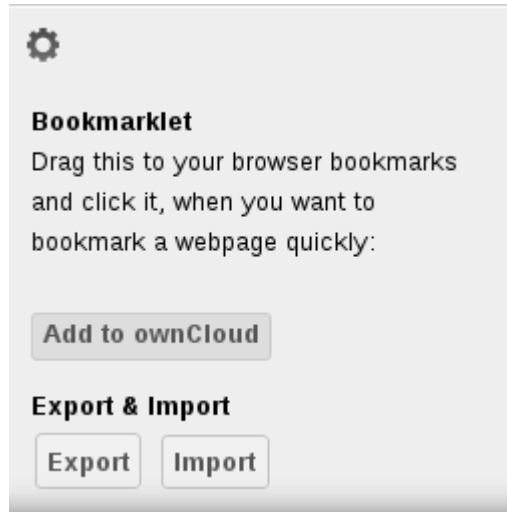 Bookmarklet
Drag this to your browser bookmarks
and click it, when you want to
bookmark a webpage quickly:
Add to ownCloud
Export & Import
Export Import